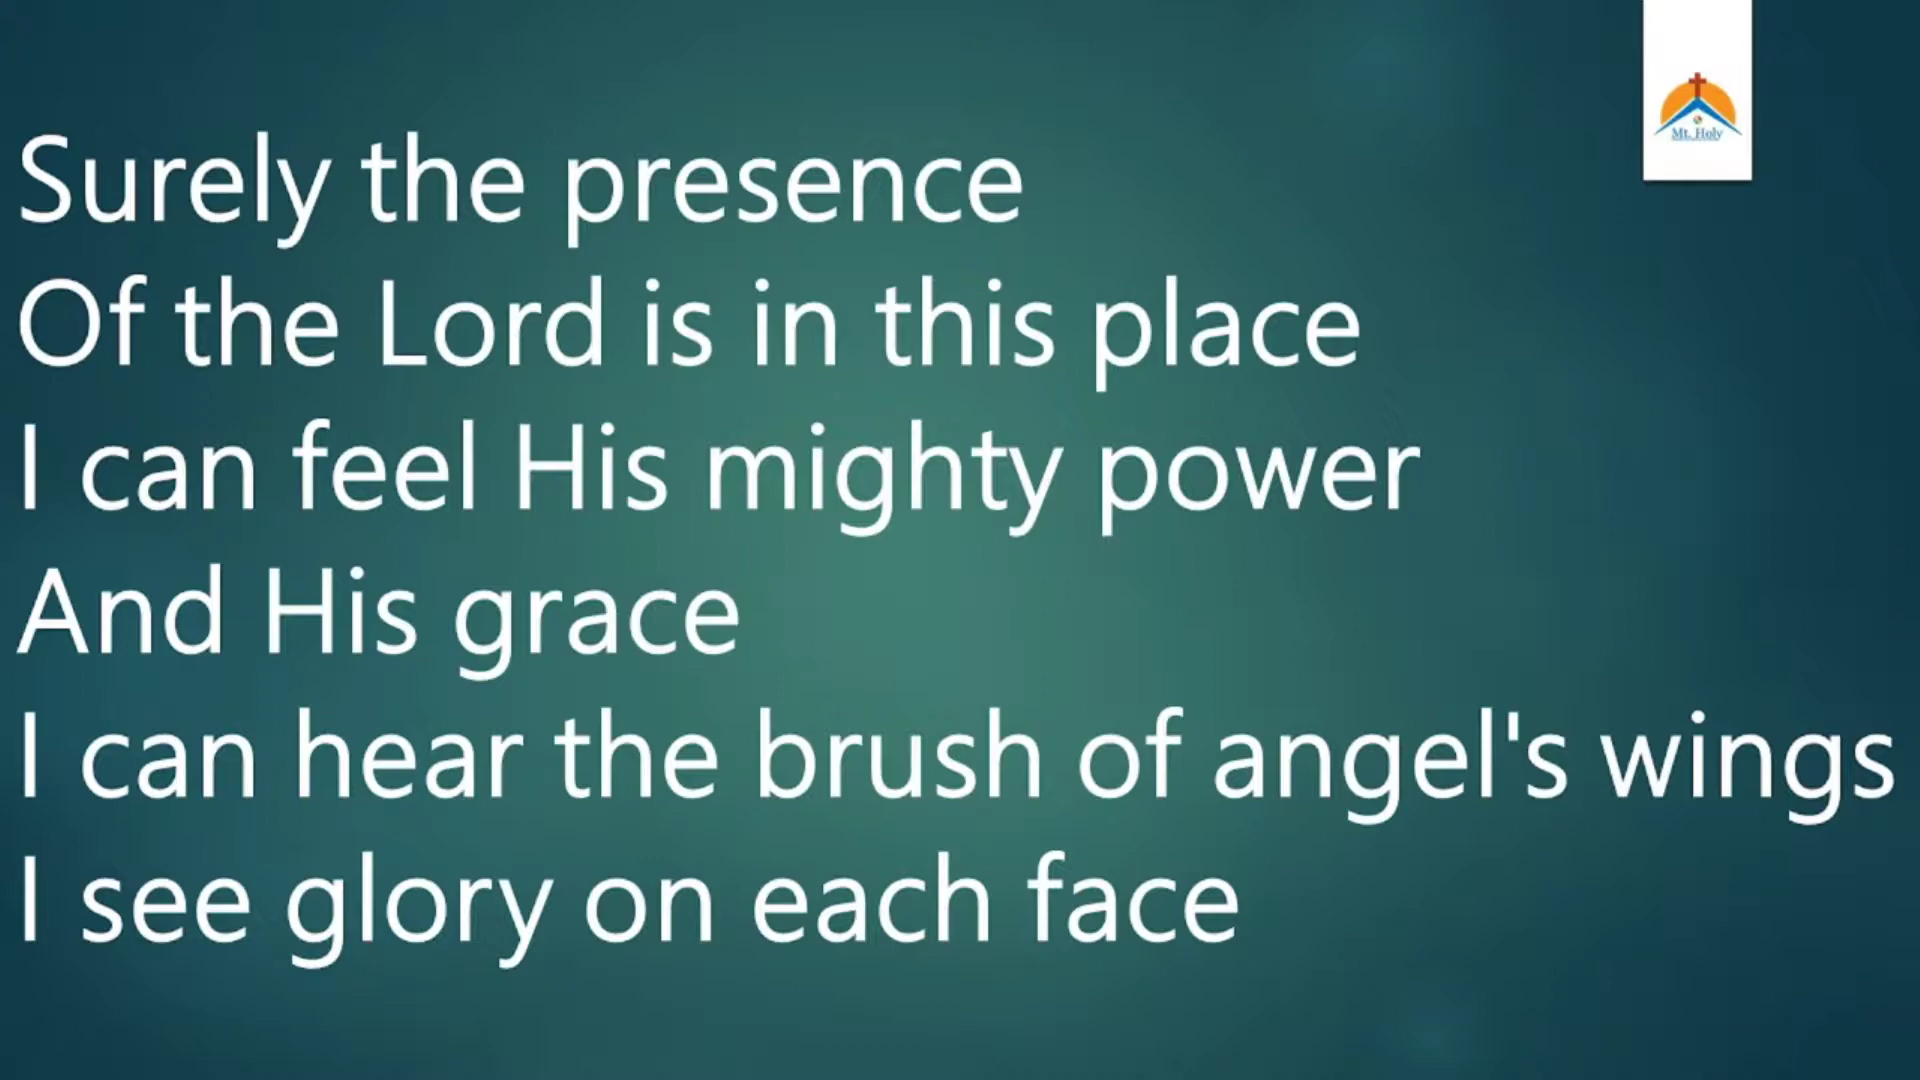 Mt. Holy
Surely the presence
Of the Lord is in this place
I can feel His mighty power
And His grace
I can hear the brush of angel's wings
I see glory on each face